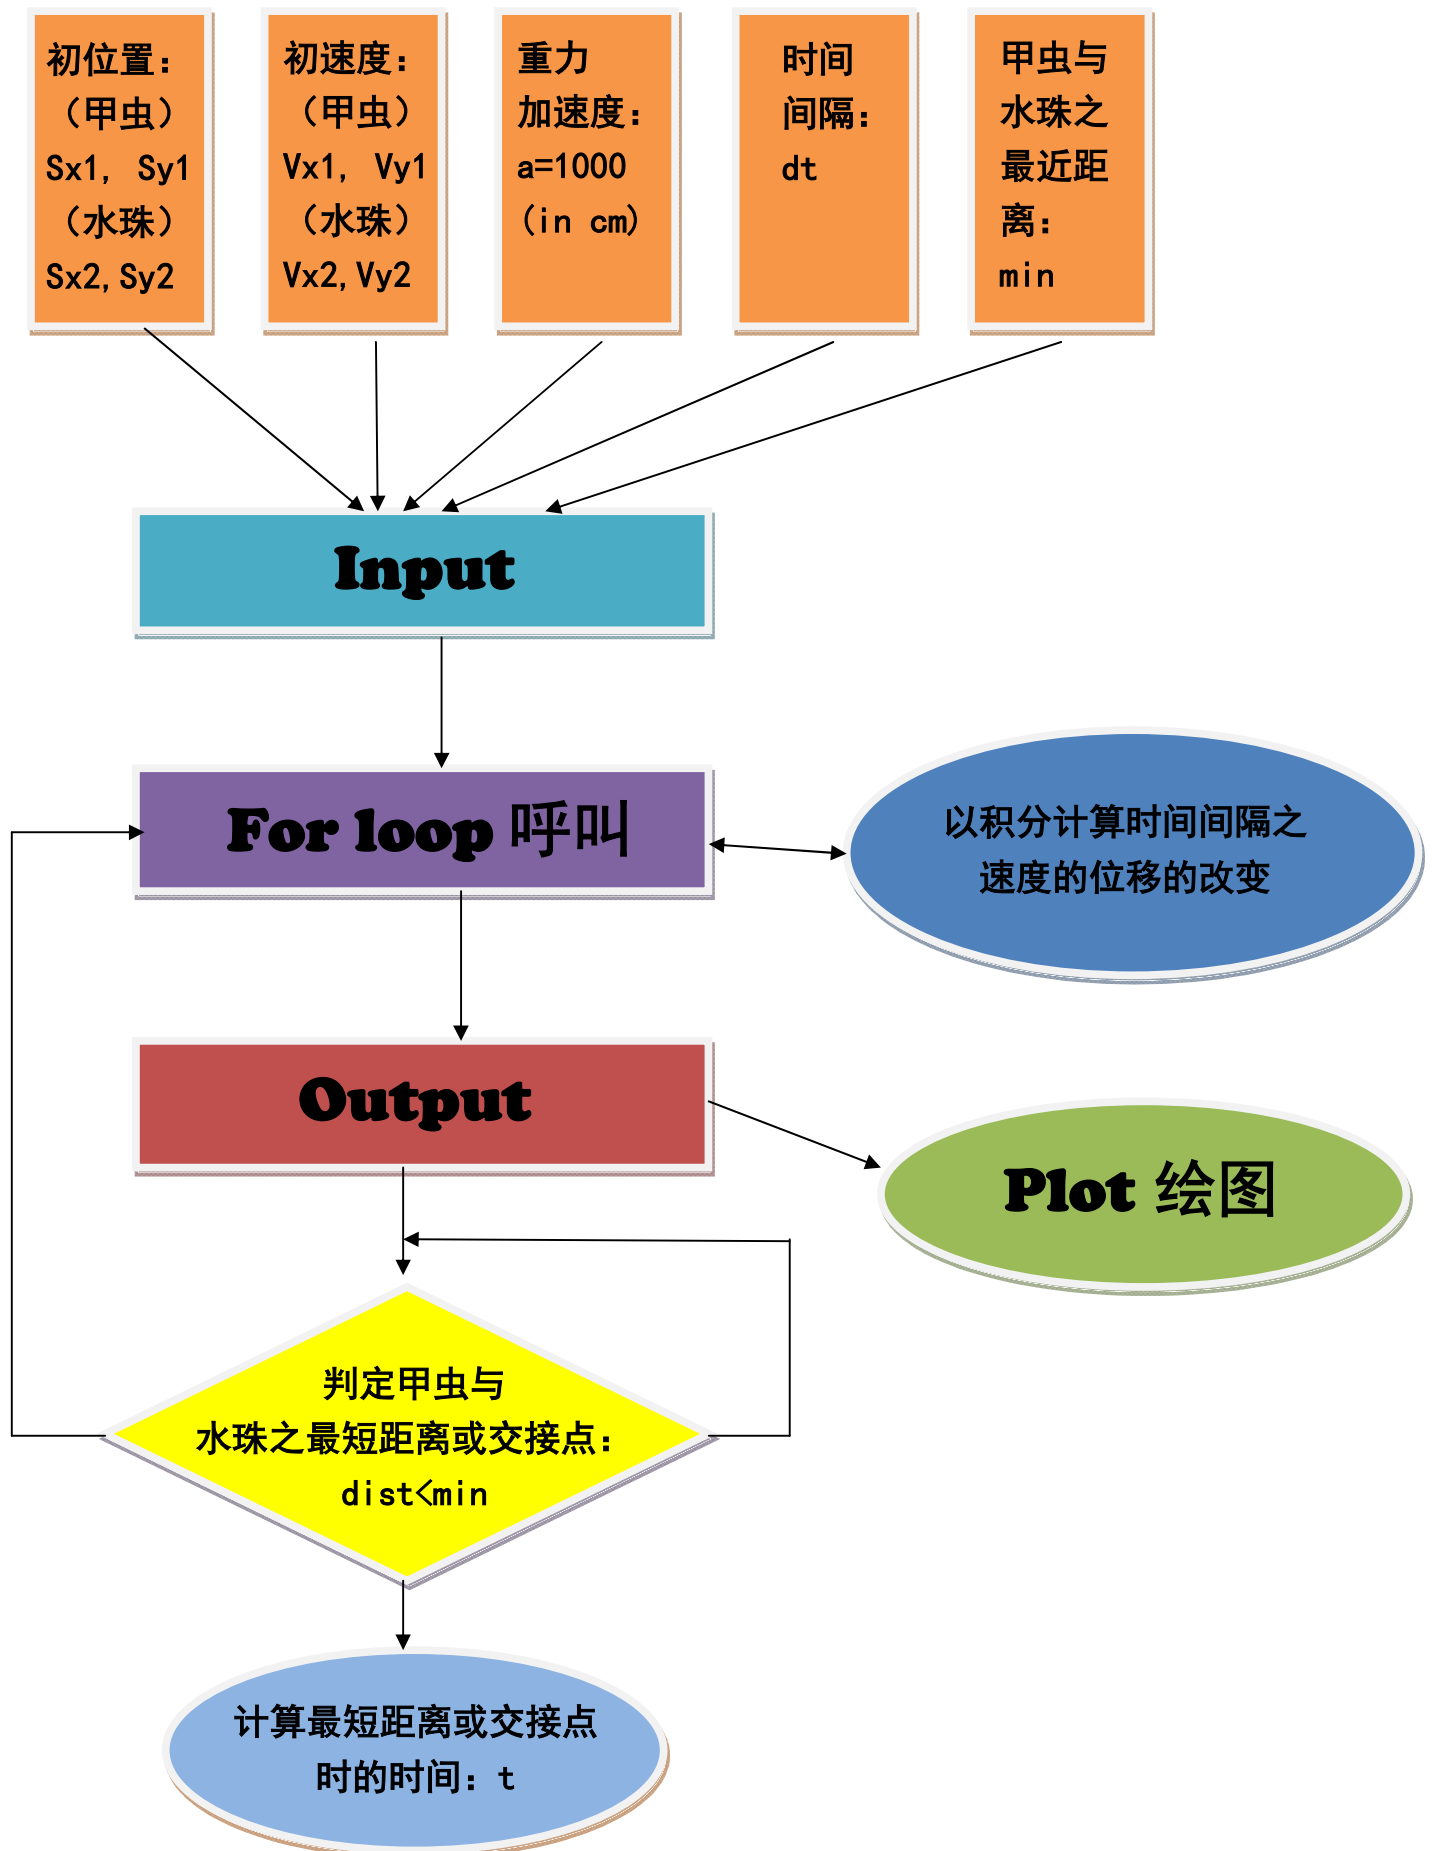 初位置：
（甲虫）
Sx1, Sy1
（水珠）
Sx2,Sy2
初速度：
（甲虫）
Vx1, Vy1
（水珠）
Vx2,Vy2
重力
加速度：
a=1000
(in cm)
时间
间隔：
dt
甲虫与
水珠之
最近距
离：
min
Input
For loop 呼叫
以积分计算时间间隔之
速度的位移的改变
Output
Plot 绘图
判定甲虫与
水珠之最短距离或交接点：
dist<min
计算最短距离或交接点
时的时间：t